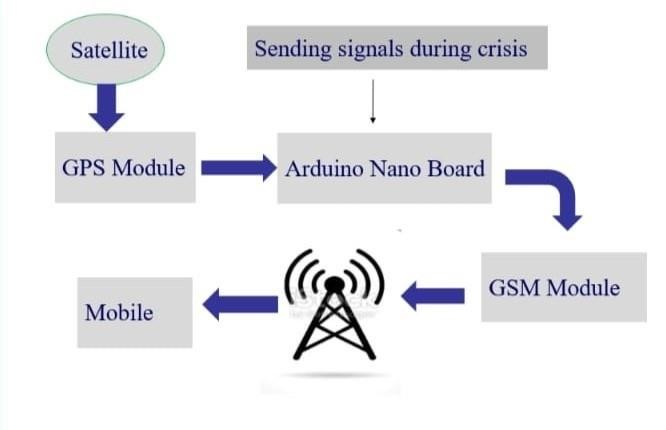 Satellite
Sending signals during crisis
GPS Module
Arduino Nano Board
GSM Module
Mobile